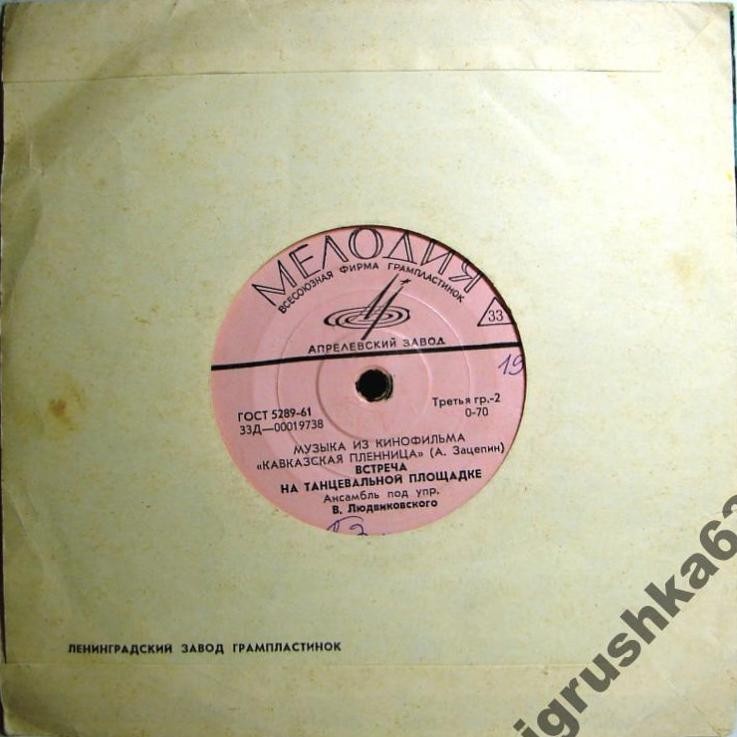 МЕЛОДИЯ
ВСЕСОЮЗНАЯ ФИРМА ГРАМПЛАСТИНОК
33
АПРЕЛЕВСКИЙ ЗАВОД
19
ГОСТ 5289-61
Третья гр.-2
33Д—00019738
0-70
МУЗЫКА ИЗ КИНОФИЛЬМА
«КАВКАЗСКАЯ ПЛЕННИЦА» (А. Зацепин)
ВСТРЕЧА
НА ТАНЦЕВАЛЬНОЙ ПЛОЩАДКЕ
Ансамбль под упр.
В. Людвиковского
ЛЕНИНГРАДСКИЙ ЗАВОД ГРАМПЛАСТИНОК
igrushka63